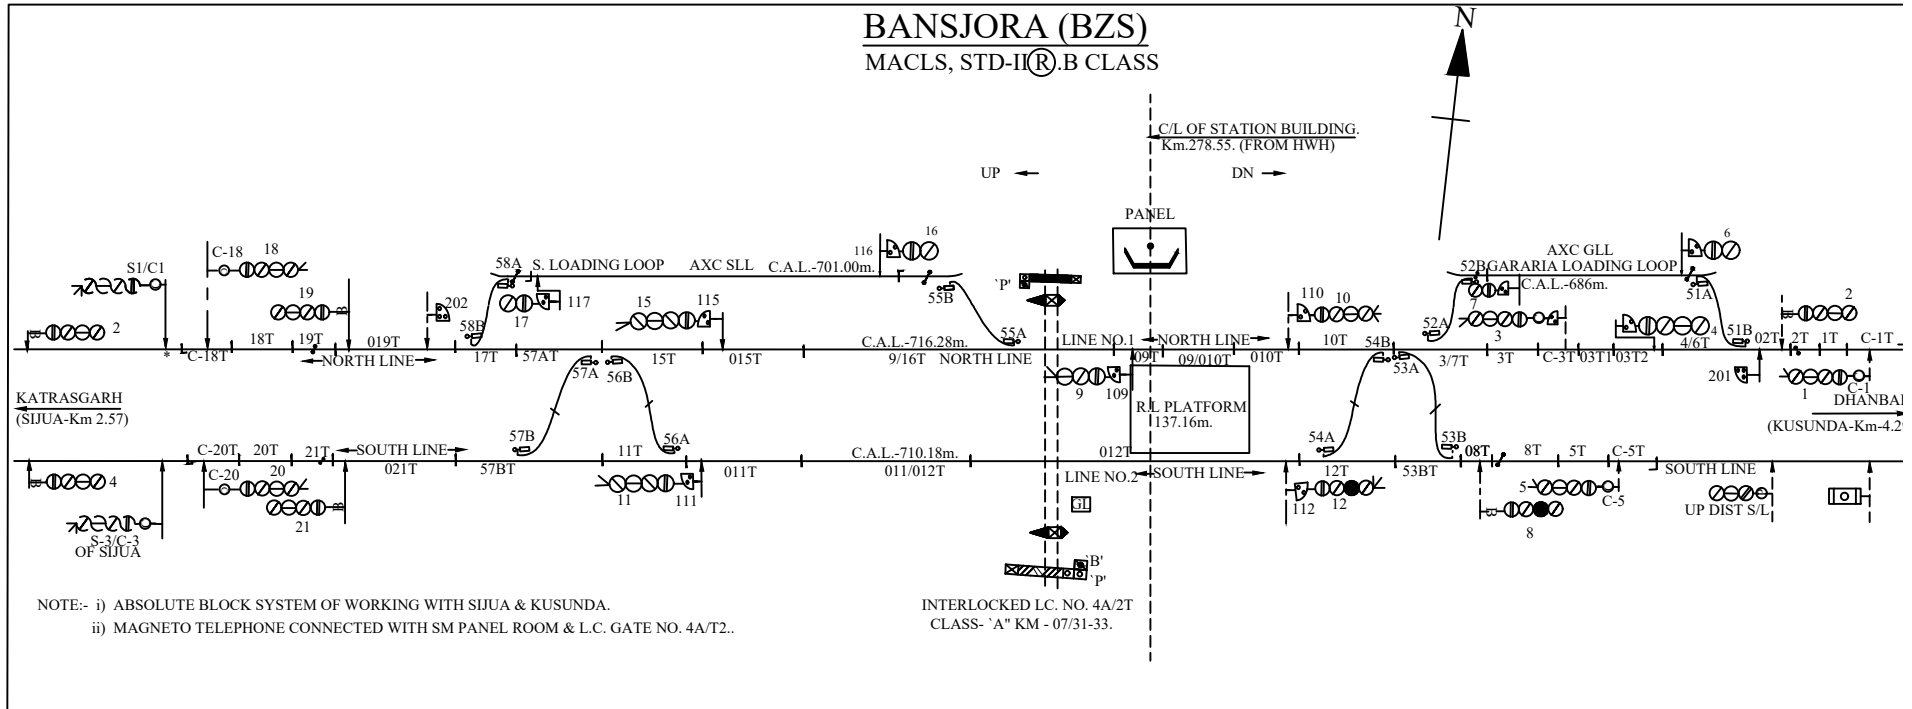 BANSJORA (BZS)
MACLS, STD-II(R).B CLASS
N
C/L OF STATION BUILDING.
Km.278.55. (FROM HWH)
UP
DN
PANEL
S1/C1
C-18
18
19
B
2
202
58A
S. LOADING LOOP
AXC SLL
C.A.L.-701.00m.
116
16
58B
17
117
15
115
55B
55A
`P'
110
10
52B
GARARIA LOADING LOOP
AXC GLL
C.A.L.-686m.
6
7
52A
3
4
51A
51B
B
2
*
C-18T
18T
19T
019T
NORTH LINE
17T
57AT
15T
015T
C.A.L.-716.28m.
9/16T
NORTH LINE
LINE NO.1
NORTH LINE
09T
09/010T
010T
10T
54B
53A
3/7T
3T
C-3T
03T1
03T2
4/6T
02T
2T
1T
C-1T
57A
56B
9
109
201
1
C-1
KATRASGARH
(SIJUA-Km 2.57)
R.L PLATFORM
137.16m.
DHANBA
(KUSUNDA-Km-4.2
57B
56A
54A
53B
C-20T
20T
21T
SOUTH LINE
021T
57BT
11T
011T
C.A.L.-710.18m.
011/012T
012T
LINE NO.2
SOUTH LINE
12T
53BT
08T
8T
5T
C-5T
SOUTH LINE
B
4
C-20
20
21
B
11
111
GL
112
12
B
8
5
C-5
UP DIST S/L
S-3/C-3
OF SIJUA
`B'
`P'
NOTE:- i) ABSOLUTE BLOCK SYSTEM OF WORKING WITH SIJUA & KUSUNDA.
ii) MAGNETO TELEPHONE CONNECTED WITH SM PANEL ROOM & L.C. GATE NO. 4A/T2..
INTERLOCKED LC. NO. 4A/2T
CLASS- `A" KM - 07/31-33.